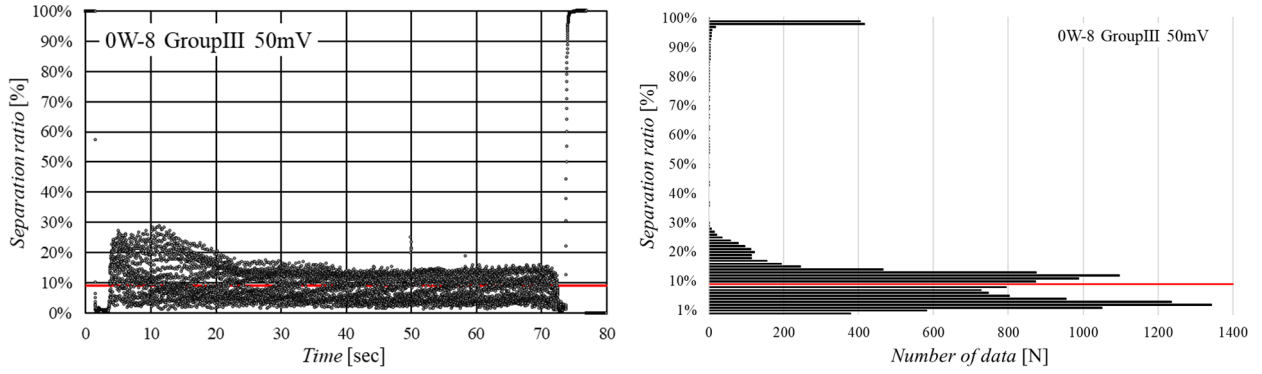 100%
0W-8 GroupIII 50mV
90%
80%
70%
60%
50%
40%
30%
20%
10%
0%
Separation ratio [%]
0 10 20 30 40 50 60 70 80
Time [sec]
100%
0W-8 GroupIII 50mV
90%
80%
70%
60%
50%
40%
30%
20%
10%
1%
Separation ratio [%]
0 200 400 600 800 1000 1200 1400
Number of data [N]